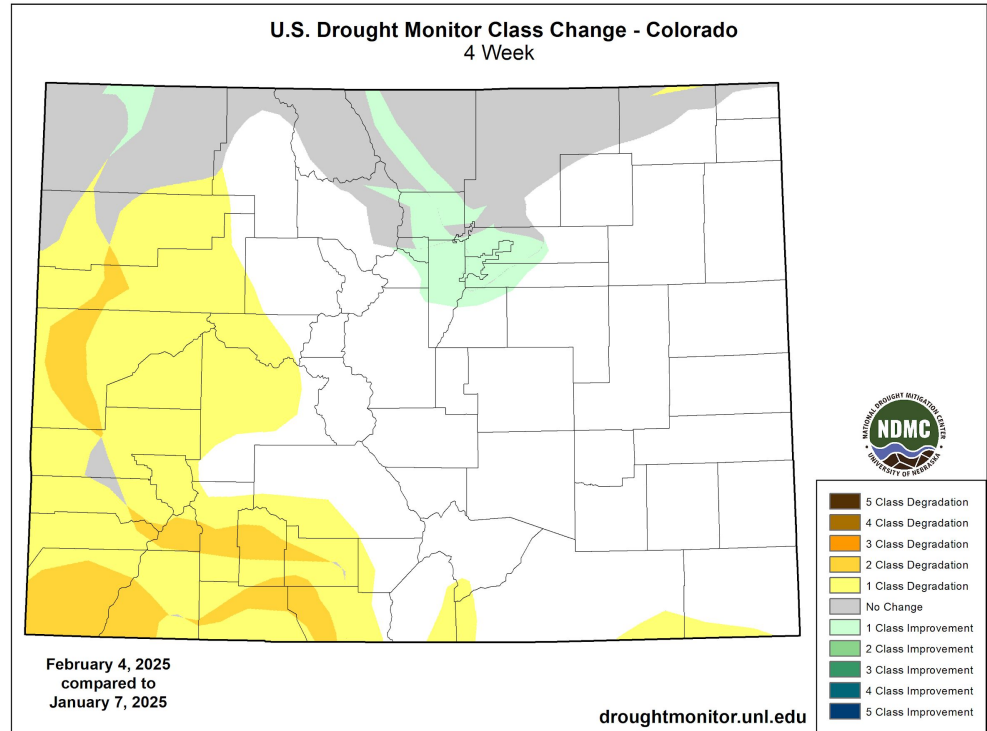 U.S. Drought Monitor Class Change - Colorado
4 Week
NATIONAL DROUGHT MITIGATION CENTER
NDMC
UNIVERSITY OF NEBRASKA
5 Class Degradation
4 Class Degradation
3 Class Degradation
2 Class Degradation
1 Class Degradation
No Change
1 Class Improvement
2 Class Improvement
3 Class Improvement
4 Class Improvement
5 Class Improvement
February 4, 2025
compared to
January 7, 2025
droughtmonitor.unl.edu